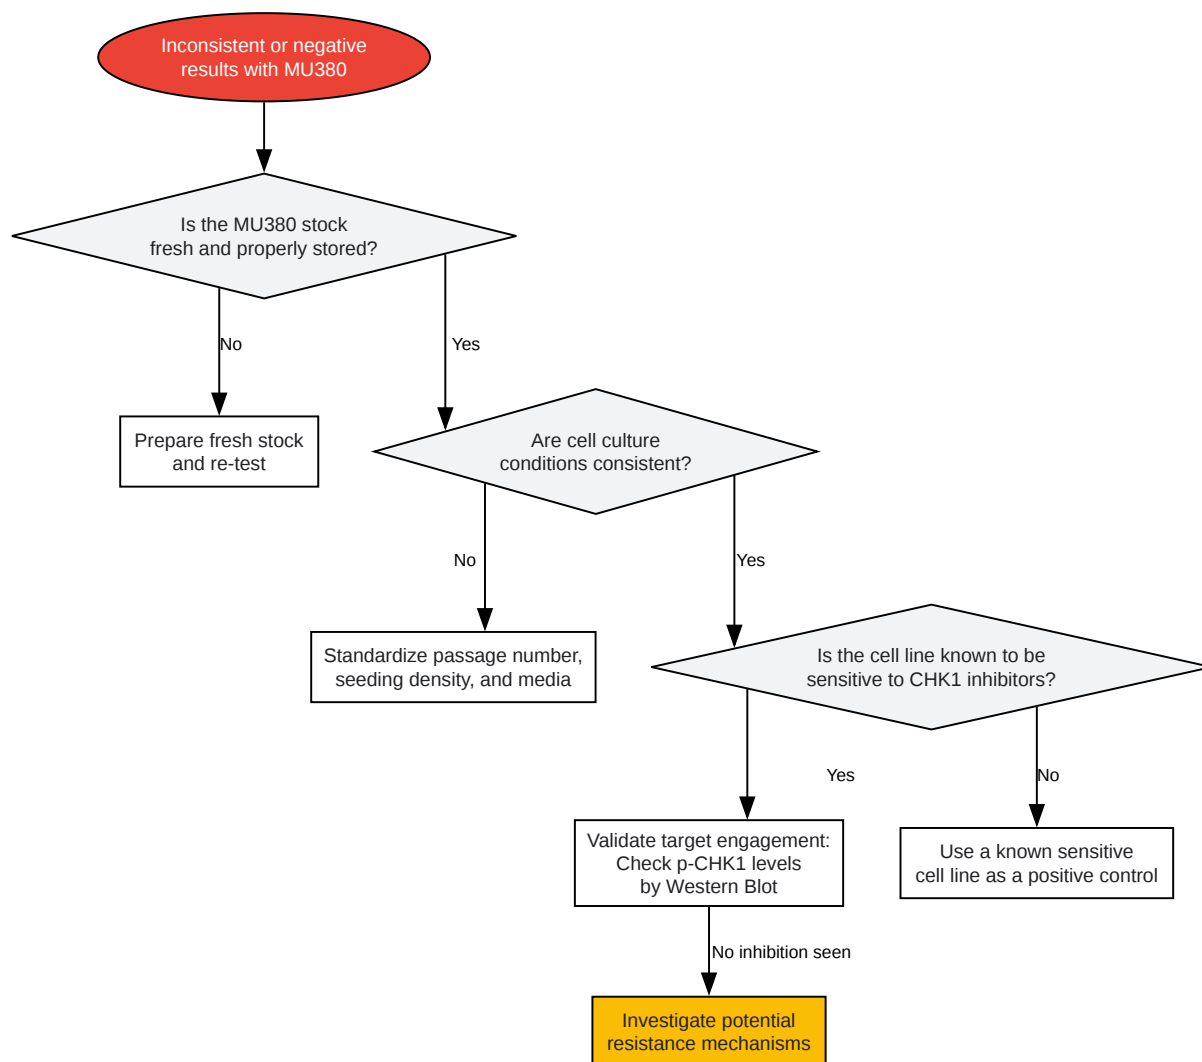 Inconsistent or negative
results with MU380
Is the MU380 stock
fresh and properly stored?
No
Yes
Prepare fresh stock
and re-test
Are cell culture
conditions consistent?
No
Yes
Standardize passage number,
seeding density, and media
Is the cell line known to be
sensitive to CHK1 inhibitors?
Yes
No
Validate target engagement:
Check p-CHK1 levels
by Western Blot
Use a known sensitive
cell line as a positive control
No inhibition seen
Investigate potential
resistance mechanisms